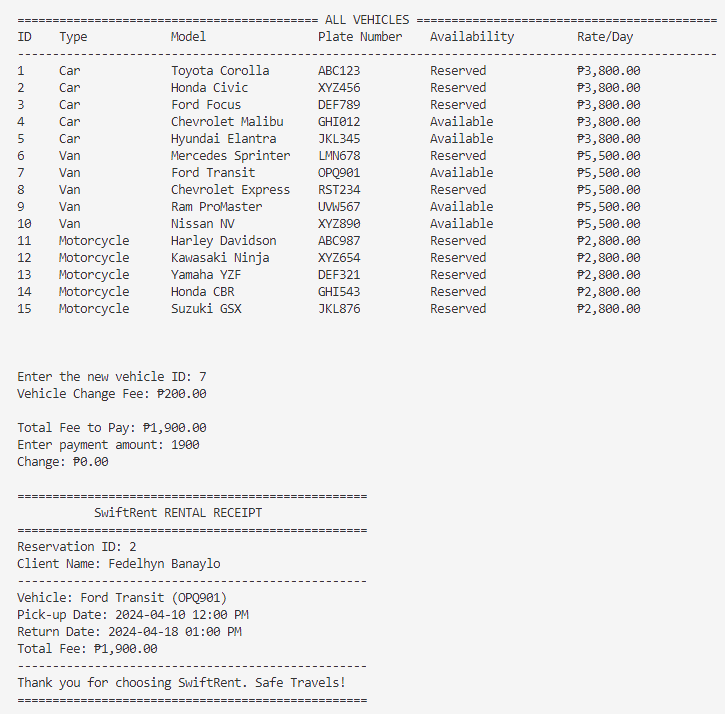 =========================================== ALL VEHICLES ===========================================
ID    Type            Model                Plate Number    Availability         Rate/Day
----------------------------------------------------------------------------------------------------
1     Car             Toyota Corolla       ABC123          Reserved             ₱3,800.00
2     Car             Honda Civic          XYZ456          Reserved             ₱3,800.00
3     Car             Ford Focus           DEF789          Reserved             ₱3,800.00
4     Car             Chevrolet Malibu     GHI012          Available            ₱3,800.00
5     Car             Hyundai Elantra      JKL345          Available            ₱3,800.00
6     Van             Mercedes Sprinter    LMN678          Reserved             ₱5,500.00
7     Van             Ford Transit         OPQ901          Available            ₱5,500.00
8     Van             Chevrolet Express    RST234          Reserved             ₱5,500.00
9     Van             Ram ProMaster        UVW567          Available            ₱5,500.00
10    Van             Nissan NV            XYZ890          Available            ₱5,500.00
11    Motorcycle      Harley Davidson      ABC987          Reserved             ₱2,800.00
12    Motorcycle      Kawasaki Ninja       XYZ654          Reserved             ₱2,800.00
13    Motorcycle      Yamaha YZF           DEF321          Reserved             ₱2,800.00
14    Motorcycle      Honda CBR            GHI543          Reserved             ₱2,800.00
15    Motorcycle      Suzuki GSX           JKL876          Reserved             ₱2,800.00
Enter the new vehicle ID: 7
Vehicle Change Fee: ₱200.00
Total Fee to Pay: ₱1,900.00
Enter payment amount: 1900
Change: ₱0.00
==================================================
SwiftRent RENTAL RECEIPT
==================================================
Reservation ID: 2
Client Name: Fedelhyn Banaylo
--------------------------------------------------
Vehicle: Ford Transit (OPQ901)
Pick-up Date: 2024-04-10 12:00 PM
Return Date: 2024-04-18 01:00 PM
Total Fee: ₱1,900.00
--------------------------------------------------
Thank you for choosing SwiftRent. Safe Travels!
==================================================